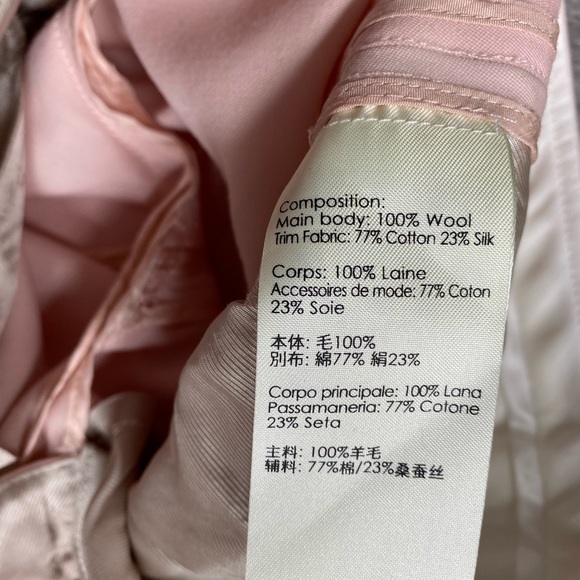 Composition:
Main body: 100% Wool
Trim Fabric: 77% Cotton 23% Silk
Corps: 100% Laine
Accessoires de mode: 77% Coton
23% Soie
本体: 毛100%
別布: 綿77% 絹23%
Corpo principale: 100% Lana
Passamaneria: 77% Cotone
23% Seta
主料: 100%羊毛
辅料: 77%棉/23%桑蚕丝